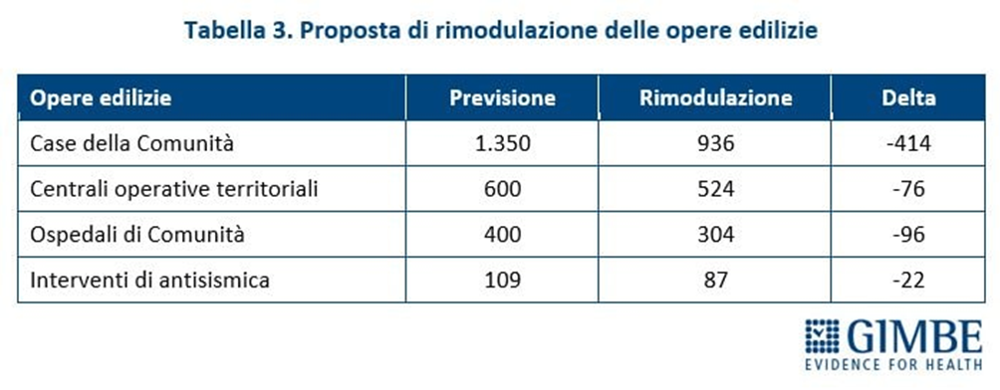 Tabella 3. Proposta di rimodulazione delle opere edilizie
Opere edilizie Previsione Rimodulazione Delta
Case della Comunità 1.350 936 -414
Centrali operative territoriali 600 524 -76
Ospedali di Comunità 400 304 -96
Interventi di antisismica 109 87 -22
GIMBE
EVIDENCE FOR HEALTH